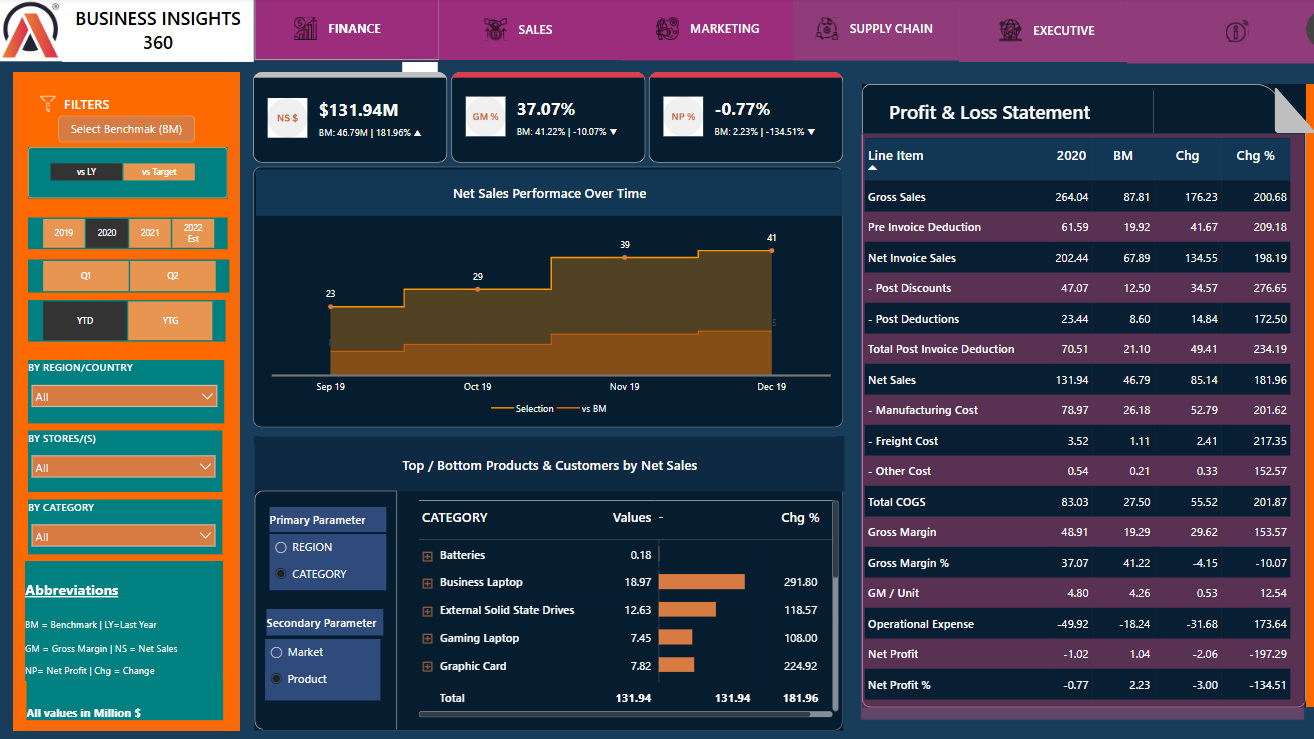 BUSINESS INSIGHTS
360
FINANCE
SALES
MARKETING
SUPPLY CHAIN
EXECUTIVE
FILTERS
Select Benchmak (BM)
vs LY
vs Target
2019
2020
2021
2022
Est
Q1
Q2
YTD
YTG
BY REGION/COUNTRY
All
BY STORES/(S)
All
BY CATEGORY
All
Abbreviations
BM = Benchmark | LY=Last Year
GM = Gross Margin | NS = Net Sales
NP= Net Profit | Chg = Change
All values in Million $
NS $
$131.94M
BM: 46.79M | 181.96% ▲
GM %
37.07%
BM: 41.22% | -10.07% ▼
NP %
-0.77%
BM: 2.23% | -134.51% ▼
Net Sales Performace Over Time
23
29
39
41
Sep 19
Oct 19
Nov 19
Dec 19
Selection
vs BM
Top / Bottom Products & Customers by Net Sales
Primary Parameter
REGION
CATEGORY
Secondary Parameter
Market
Product
CATEGORY Values - Chg %
Batteries 0.18
Business Laptop 18.97 291.80
External Solid State Drives 12.63 118.57
Gaming Laptop 7.45 108.00
Graphic Card 7.82 224.92
Total 131.94 131.94 181.96
Profit & Loss Statement
Line Item 2020 BM Chg Chg %
Gross Sales 264.04 87.81 176.23 200.68
Pre Invoice Deduction 61.59 19.92 41.67 209.18
Net Invoice Sales 202.44 67.89 134.55 198.19
- Post Discounts 47.07 12.50 34.57 276.65
- Post Deductions 23.44 8.60 14.84 172.50
Total Post Invoice Deduction 70.51 21.10 49.41 234.19
Net Sales 131.94 46.79 85.14 181.96
- Manufacturing Cost 78.97 26.18 52.79 201.62
- Freight Cost 3.52 1.11 2.41 217.35
- Other Cost 0.54 0.21 0.33 152.57
Total COGS 83.03 27.50 55.52 201.87
Gross Margin 48.91 19.29 29.62 153.57
Gross Margin % 37.07 41.22 -4.15 -10.07
GM / Unit 4.80 4.26 0.53 12.54
Operational Expense -49.92 -18.24 -31.68 173.64
Net Profit -1.02 1.04 -2.06 -197.29
Net Profit % -0.77 2.23 -3.00 -134.51